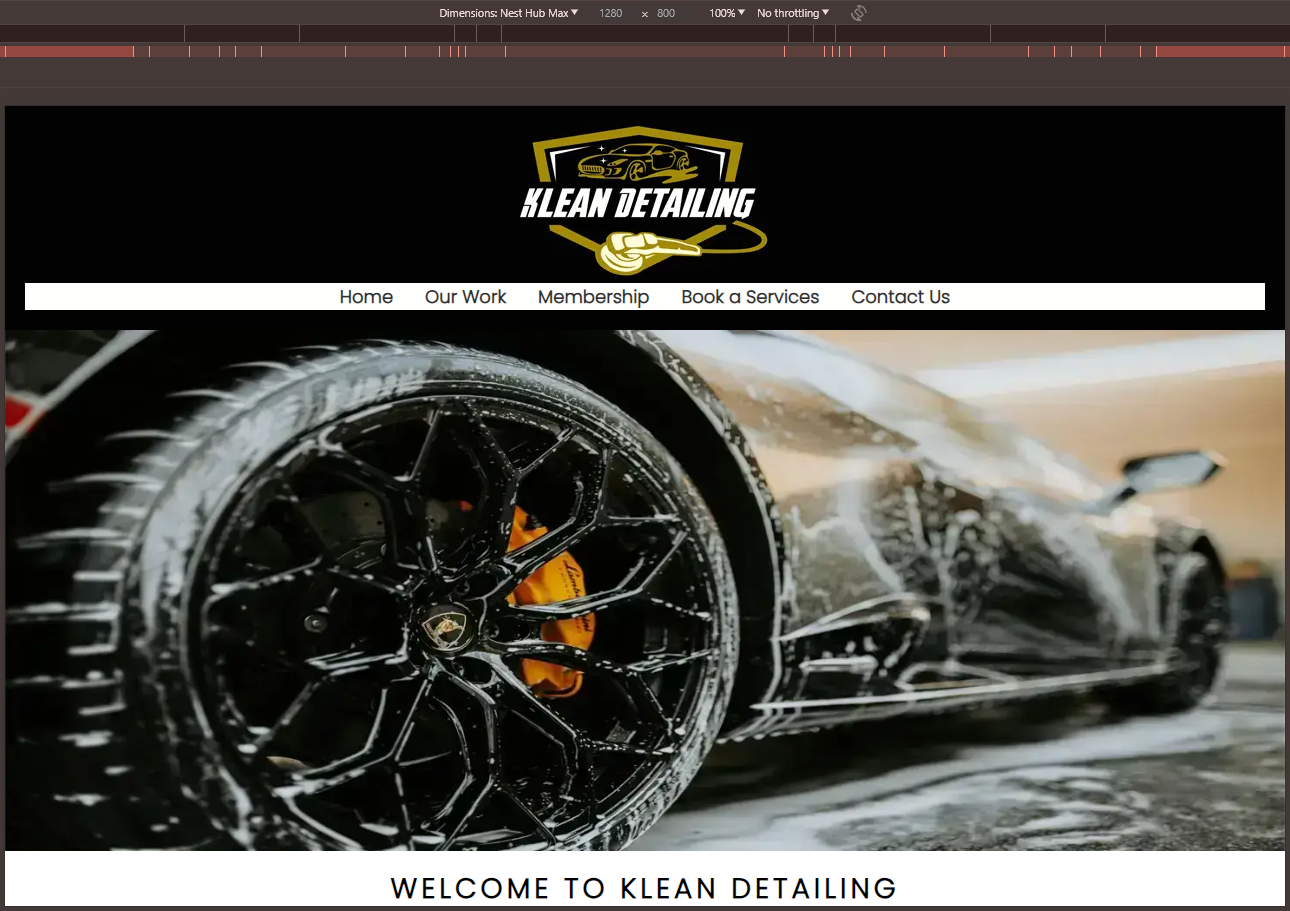 Dimensions: Nest Hub Max ▼ 1280 × 800 100% ▼ No throttling ▼
KLEAN DETAILING
Home Our Work Membership Book a Services Contact Us
WELCOME TO KLEAN DETAILING